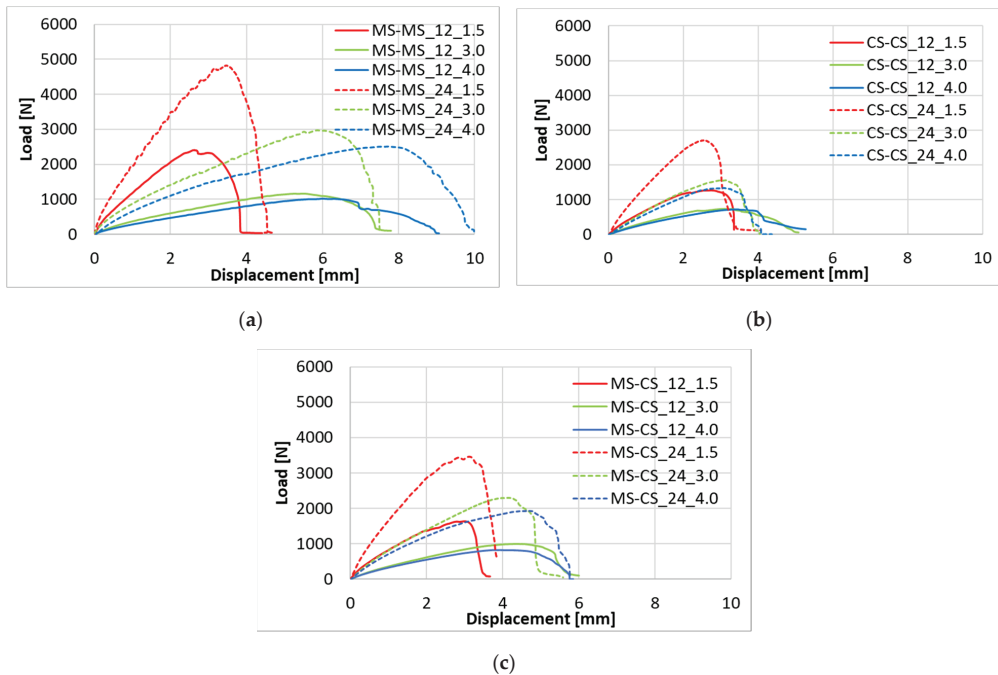 6000
5000
4000
3000
2000
1000
0
Load [N]
0 2 4 6 8 10
Displacement [mm]
MS-MS_12_1.5
MS-MS_12_3.0
MS-MS_12_4.0
MS-MS_24_1.5
MS-MS_24_3.0
MS-MS_24_4.0
(a)
6000
5000
4000
3000
2000
1000
0
Load [N]
0 2 4 6 8 10
Displacement [mm]
CS-CS_12_1.5
CS-CS_12_3.0
CS-CS_12_4.0
CS-CS_24_1.5
CS-CS_24_3.0
CS-CS_24_4.0
(b)
6000
5000
4000
3000
2000
1000
0
Load [N]
0 2 4 6 8 10
Displacement [mm]
MS-CS_12_1.5
MS-CS_12_3.0
MS-CS_12_4.0
MS-CS_24_1.5
MS-CS_24_3.0
MS-CS_24_4.0
(c)